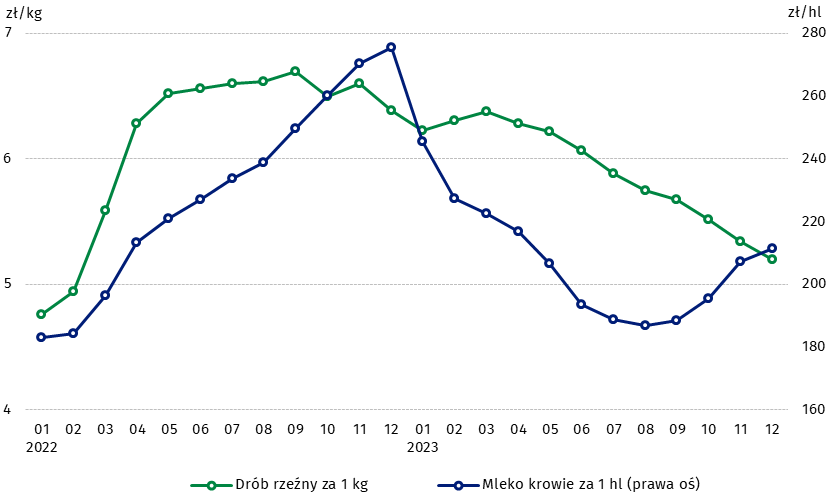 zł/kg zł/hl
7 280
260
6 240
220
5 200
180
4 160
01 02 03 04 05 06 07 08 09 10 11 12 01 02 03 04 05 06 07 08 09 10 11 12
2022 2023
Drób rzeźny za 1 kg Mleko krowie za 1 hl (prawa oś)